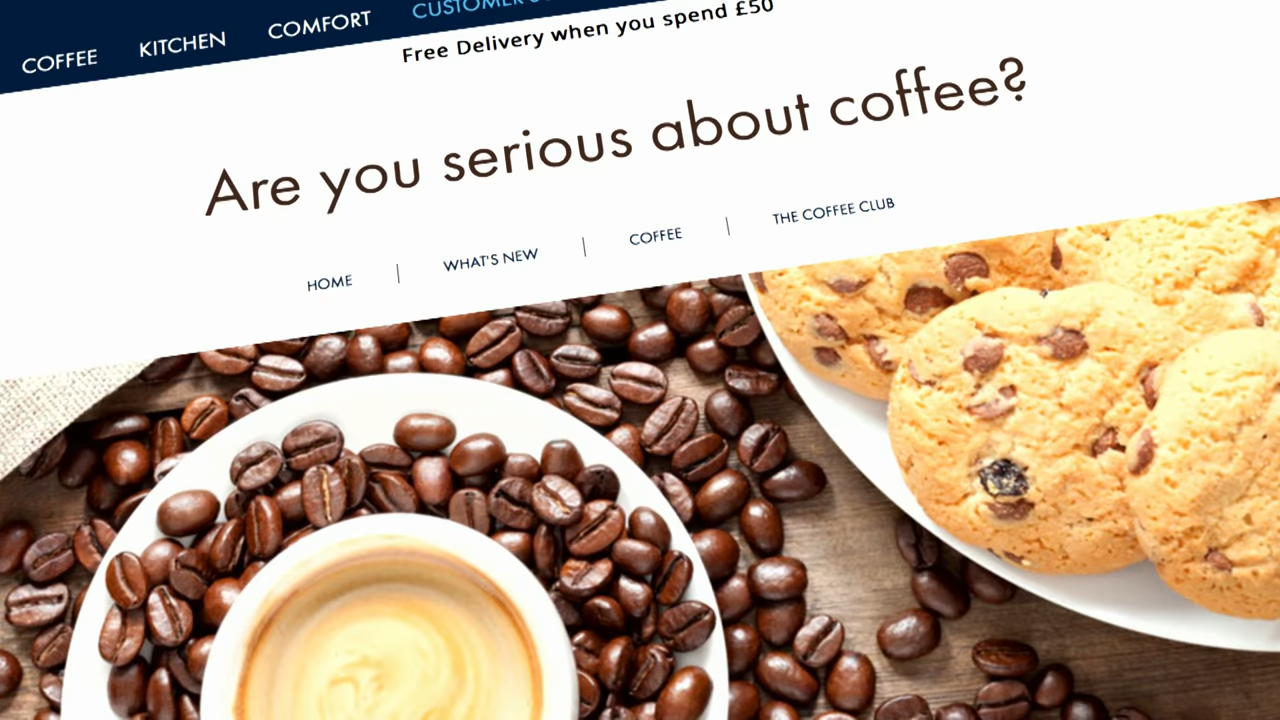 COFFEE KITCHEN COMFORT CUSTOMER
Free Delivery when you spend £50
Are you serious about coffee?
HOME | WHAT'S NEW | COFFEE | THE COFFEE CLUB